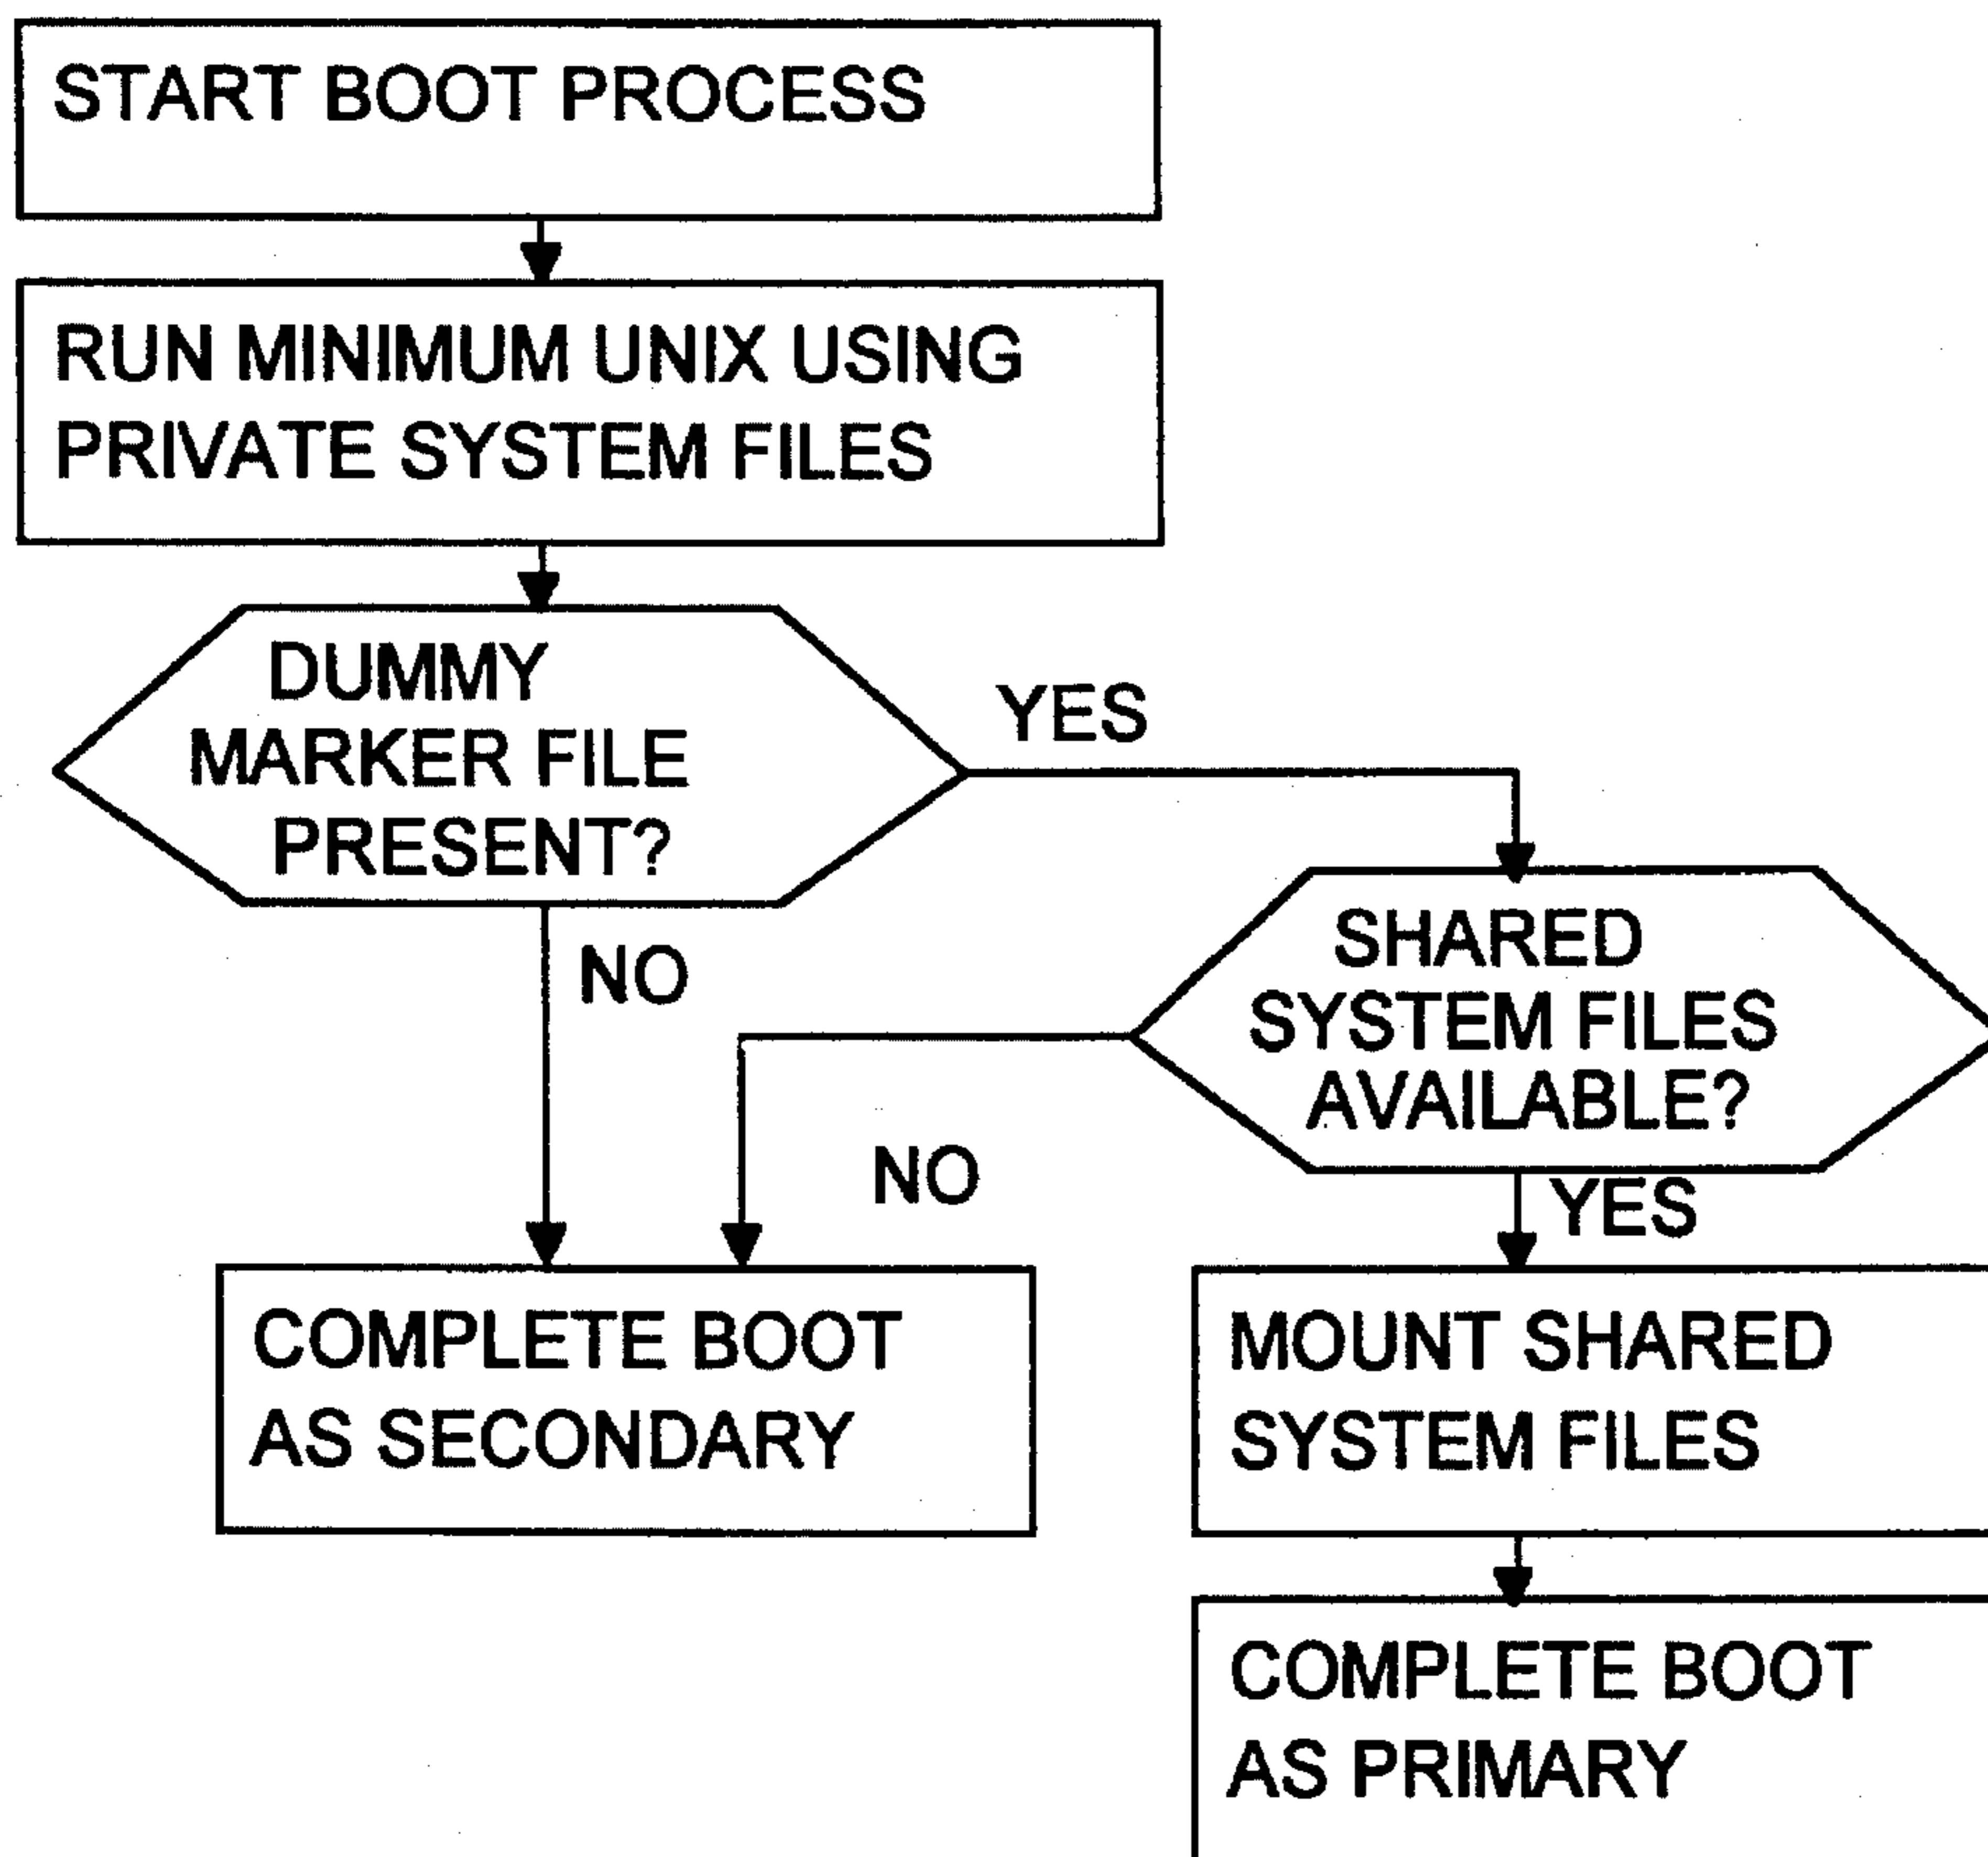 START BOOT PROCESS
RUN MINIMUM UNIX USING
PRIVATE SYSTEM FILES
DUMMY
MARKER FILE
PRESENT?
YES
NO
SHARED
SYSTEM FILES
AVAILABLE?
NO
YES
COMPLETE BOOT
AS SECONDARY
MOUNT SHARED
SYSTEM FILES
COMPLETE BOOT
AS PRIMARY